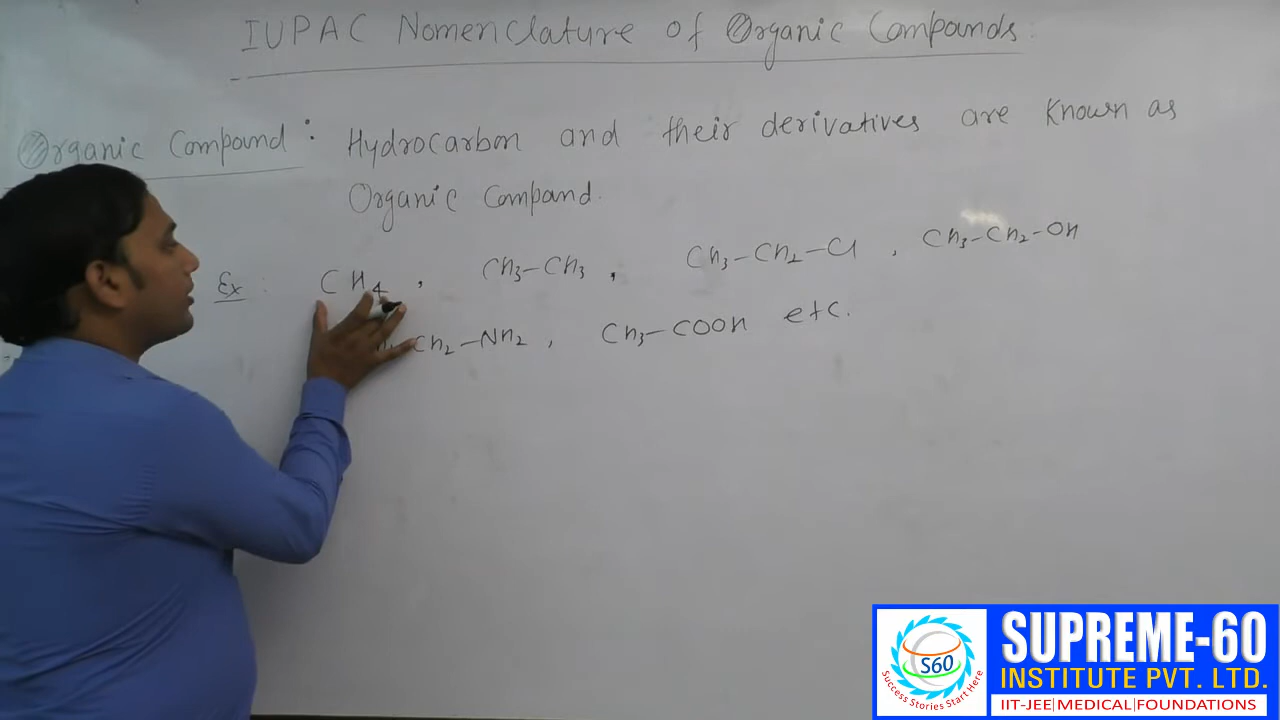 IUPAC Nomenclature of Organic Compounds :
Organic Compound : Hydrocarbon and their derivatives are known as
Organic Compound.
Ex : CH4 , CH3-CH3 , CH3-CH2-Cl , CH3-CH2-OH
CH2-NH2 , CH3-COOH etc.
S60
Success Stories Start Here
SUPREME-60
INSTITUTE PVT. LTD.
IIT-JEE|MEDICAL|FOUNDATIONS